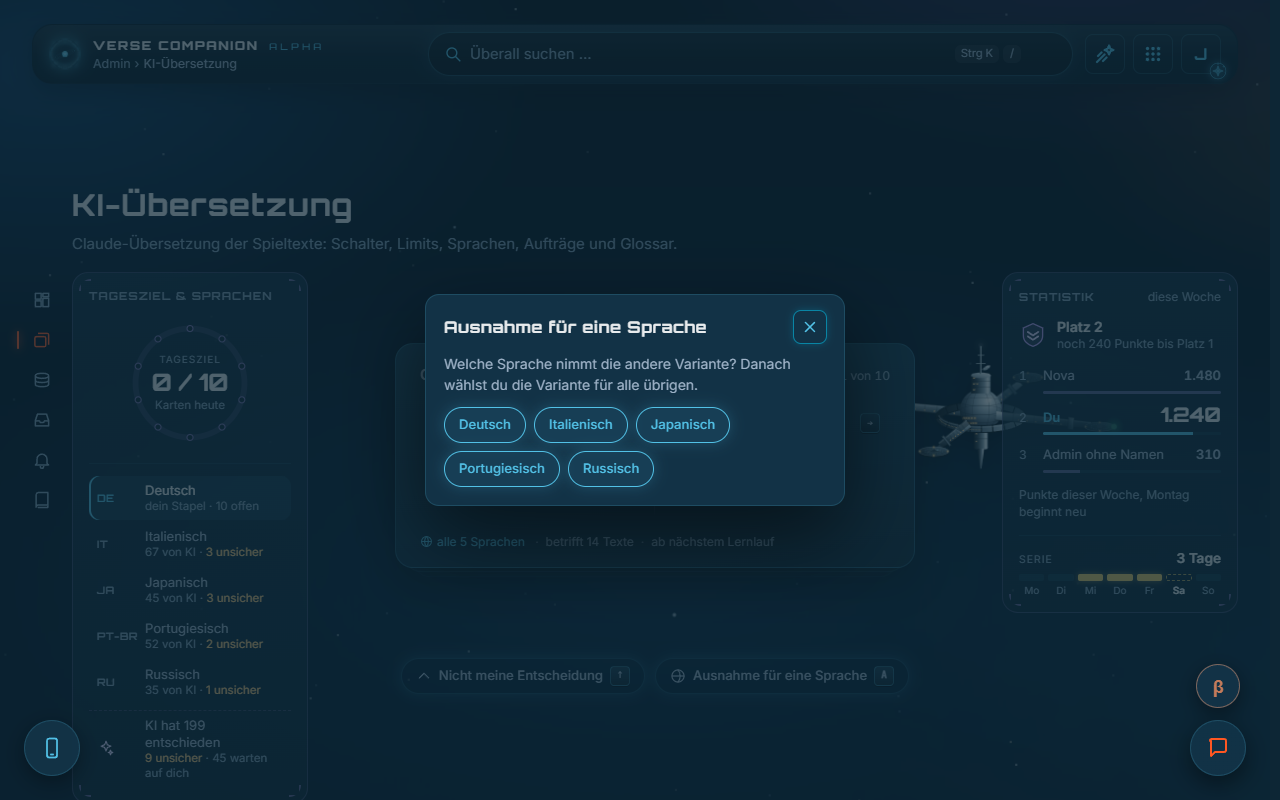 VERSE COMPANION ALPHA
Admin › KI-Übersetzung
Überall suchen ...
Strg K /
KI-Übersetzung
Claude-Übersetzung der Spieltexte: Schalter, Limits, Sprachen, Aufträge und Glossar.
TAGESZIEL & SPRACHEN
TAGESZIEL
0 / 10
Karten heute
DE Deutsch
dein Stapel · 10 offen
IT Italienisch
67 von KI · 3 unsicher
JA Japanisch
45 von KI · 3 unsicher
PT-BR Portugiesisch
52 von KI · 2 unsicher
RU Russisch
35 von KI · 1 unsicher
KI hat 199
entschieden
9 unsicher · 45 warten
auf dich
von 10
Ausnahme für eine Sprache
Welche Sprache nimmt die andere Variante? Danach
wählst du die Variante für alle übrigen.
Deutsch
Italienisch
Japanisch
Portugiesisch
Russisch
alle 5 Sprachen · betrifft 14 Texte · ab nächstem Lernlauf
Nicht meine Entscheidung ↑
Ausnahme für eine Sprache A
STATISTIK diese Woche
Platz 2
noch 240 Punkte bis Platz 1
1 Nova 1.480
2 Du 1.240
3 Admin ohne Namen 310
Punkte dieser Woche, Montag
beginnt neu
SERIE 3 Tage
Mo Di Mi Do Fr Sa So
β